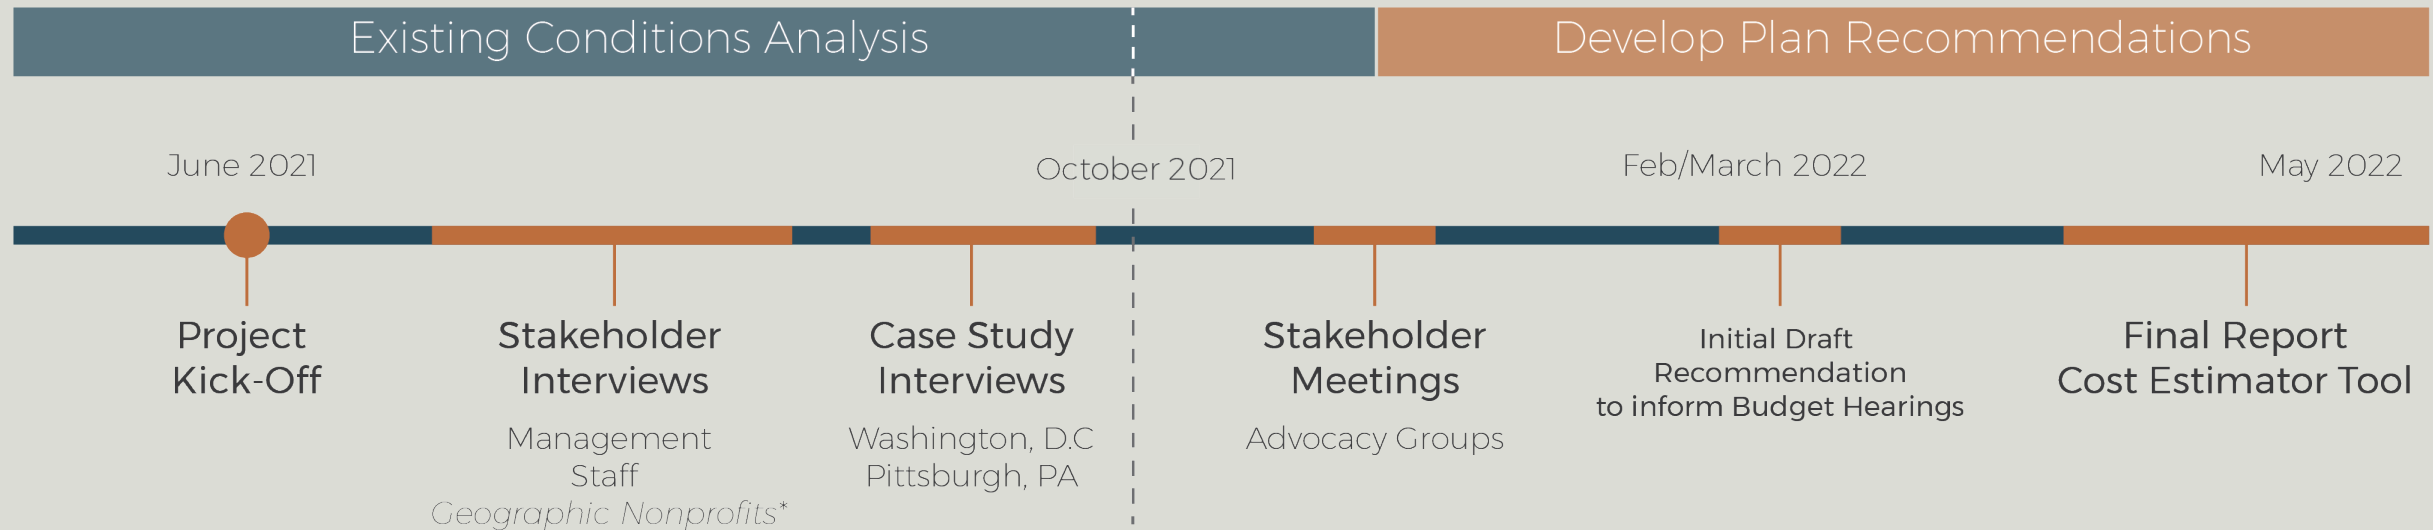 Existing Conditions Analysis
Develop Plan Recommendations
June 2021
October 2021
Feb/March 2022
May 2022
Project
Kick-Off
Stakeholder
Interviews
Management
Staff
Geographic Nonprofits*
Case Study
Interviews
Washington, D.C
Pittsburgh, PA
Stakeholder
Meetings
Advocacy Groups
Initial Draft
Recommendation
to inform Budget Hearings
Final Report
Cost Estimator Tool